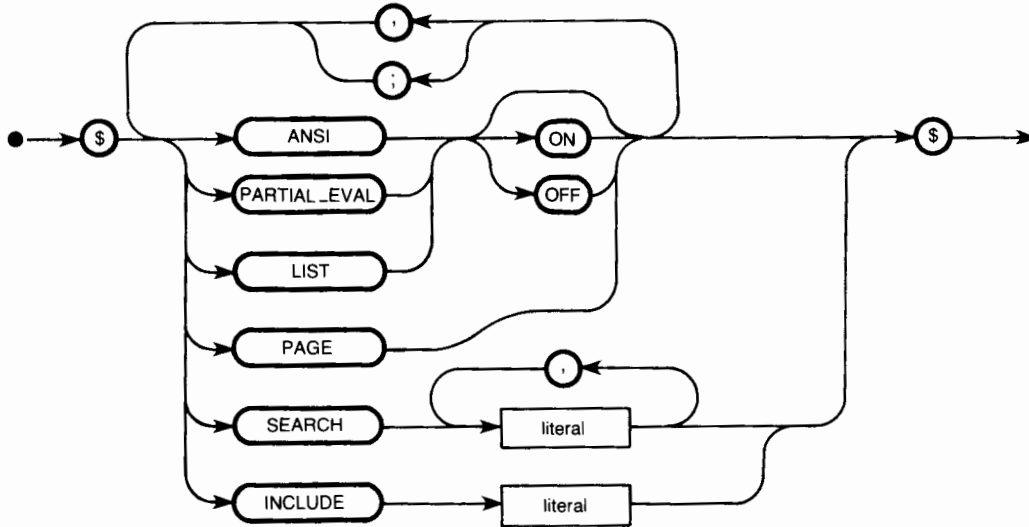 ,
;
$ ANSI ON $
PARTIAL_EVAL OFF
LIST
PAGE
,
SEARCH literal
INCLUDE literal